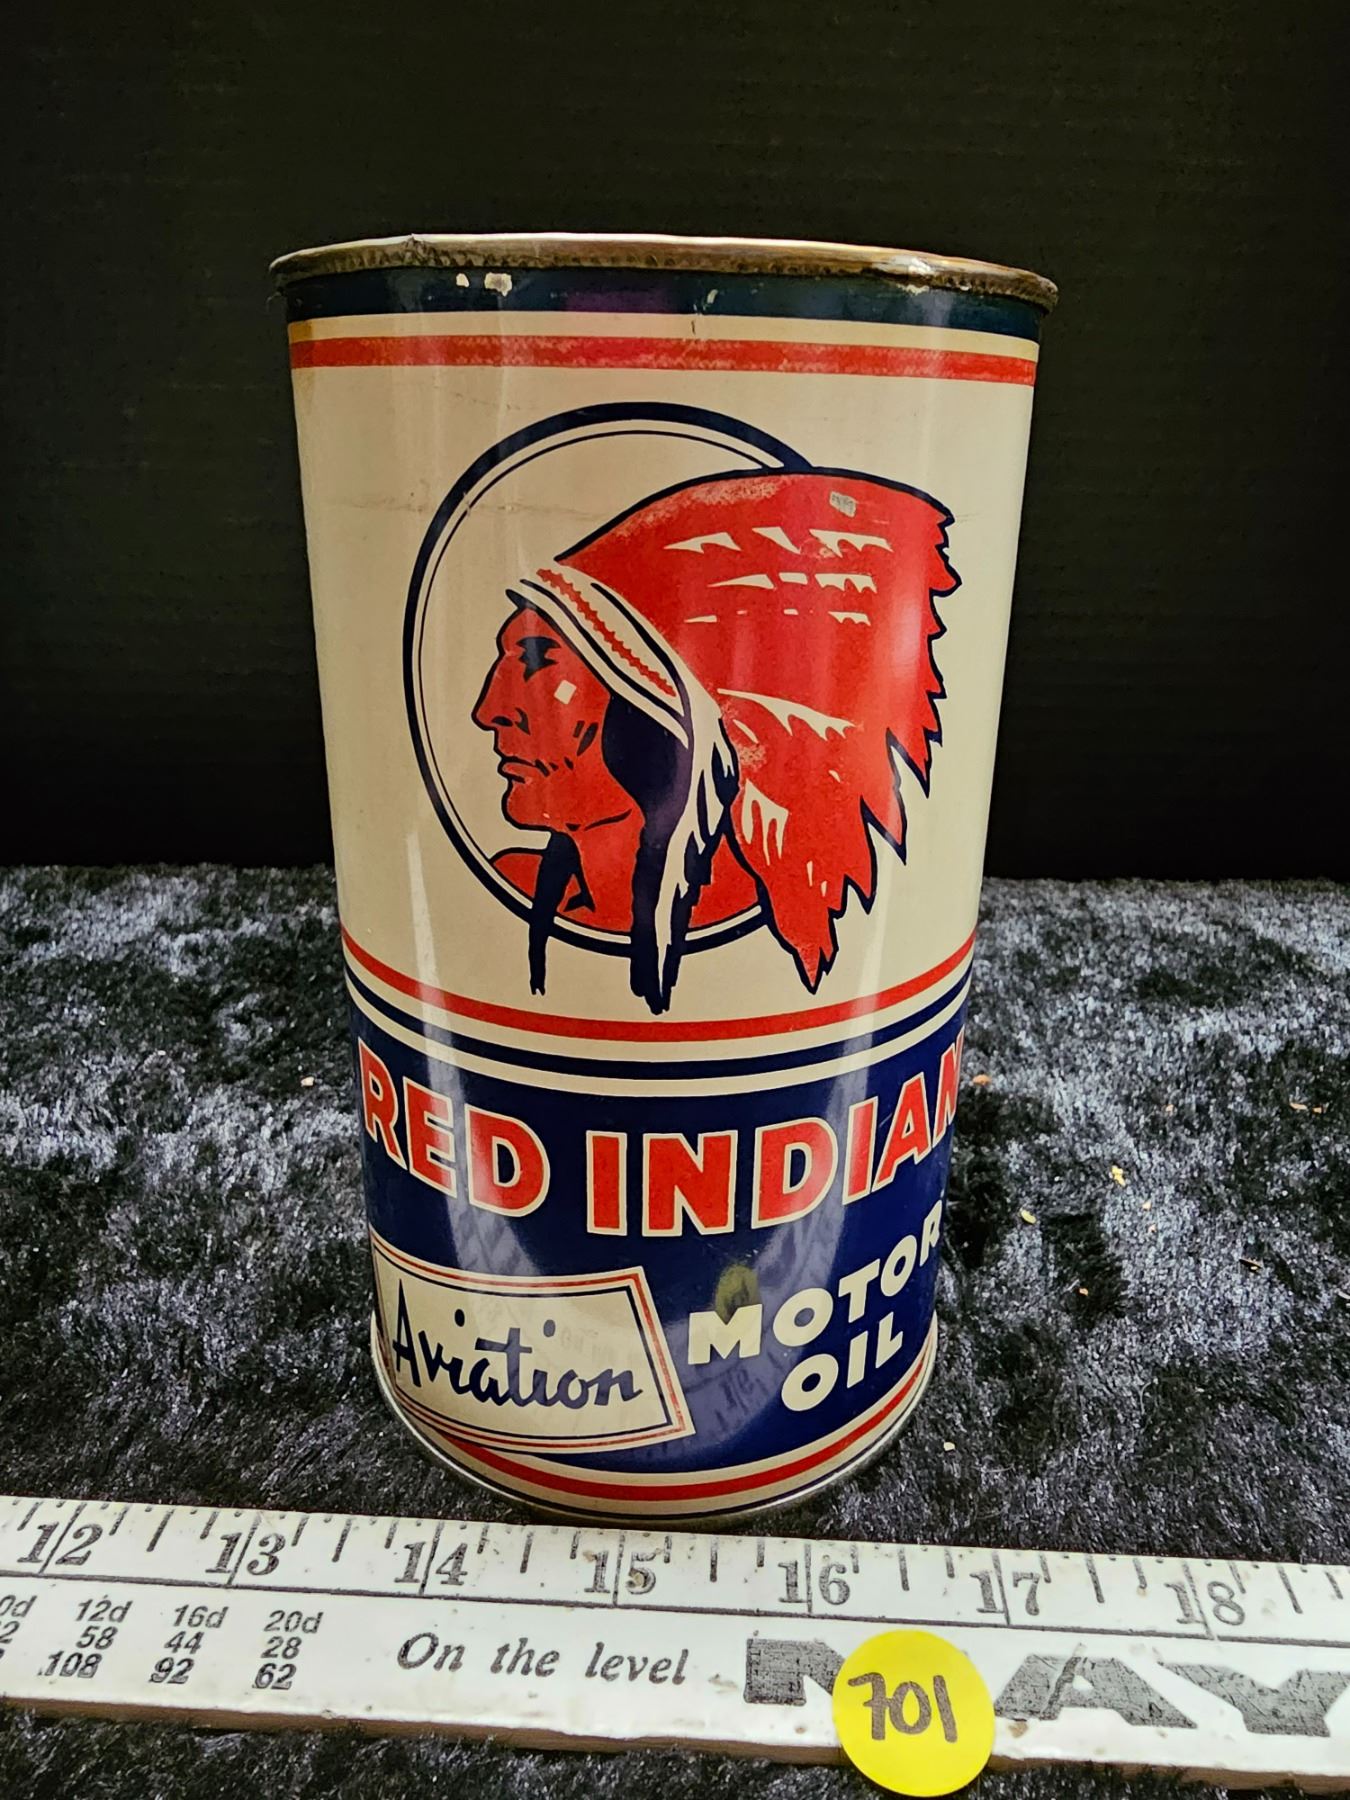 RED INDIAN
Aviation
MOTOR
OIL
12 13 14 15 16 17 18
12d 16d 20d
58 44 28
108 92 62
On the level
701